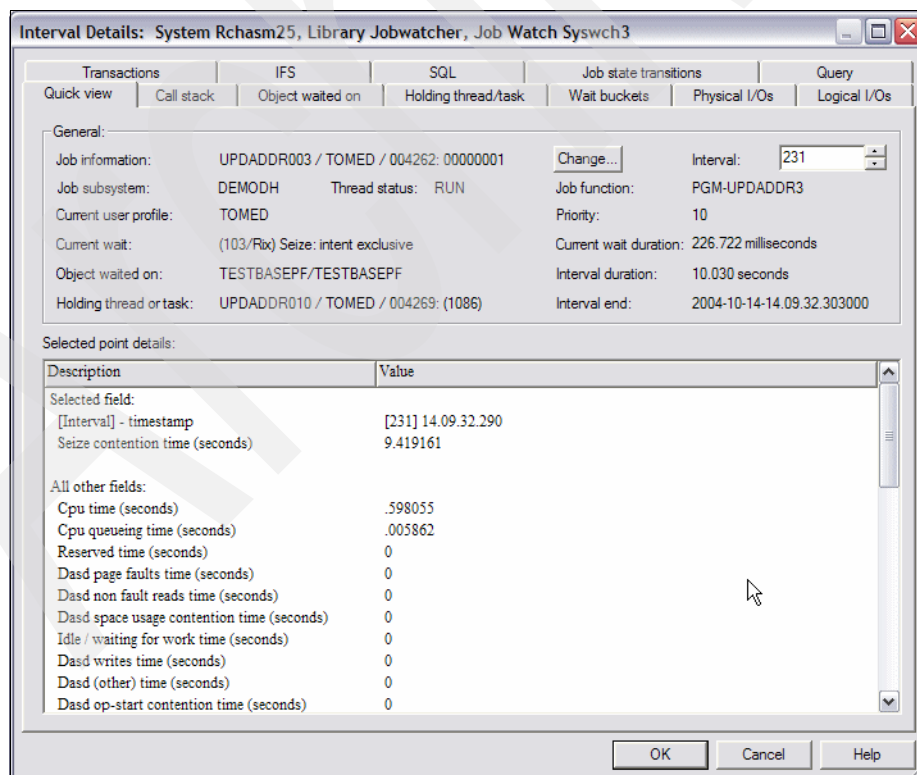 Interval Details: System Rchasm25, Library Jobwatcher, Job Watch Syswch3
Transactions IFS SQL Job state transitions Query
Quick view Call stack Object waited on Holding thread/task Wait buckets Physical I/Os Logical I/Os
General:
Job information: UPDADDR003 / TOMED / 004262: 00000001 Change... Interval: 231
Job subsystem: DEMODH Thread status: RUN Job function: PGM-UPDADDR3
Current user profile: TOMED Priority: 10
Current wait: (103/Rix) Seize: intent exclusive Current wait duration: 226.722 milliseconds
Object waited on: TESTBASEPF/TESTBASEPF Interval duration: 10.030 seconds
Holding thread or task: UPDADDR010 / TOMED / 004269: (1086) Interval end: 2004-10-14-14.09.32.303000
Selected point details:
Description Value
Selected field:
[Interval] - timestamp [231] 14.09.32.290
Seize contention time (seconds) 9.419161
All other fields:
Cpu time (seconds) .598055
Cpu queueing time (seconds) .005862
Reserved time (seconds) 0
Dasd page faults time (seconds) 0
Dasd non fault reads time (seconds) 0
Dasd space usage contention time (seconds) 0
Idle / waiting for work time (seconds) 0
Dasd writes time (seconds) 0
Dasd (other) time (seconds) 0
Dasd op-start contention time (seconds) 0
OK Cancel Help